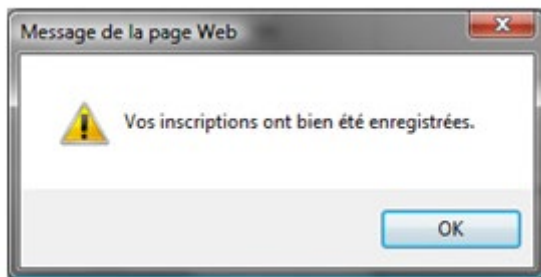 Message de la page Web
Vos inscriptions ont bien été enregistrées.
OK